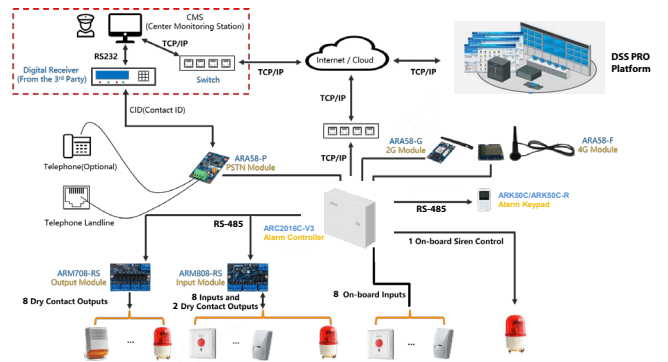 CMS
(Center Monitoring Station)
RS232
TCP/IP
Digital Receiver
(From the 3rd Party)
Switch
TCP/IP
Internet / Cloud
TCP/IP
DSS PRO
Platform
CID(Contact ID)
TCP/IP
TCP/IP
ARA58-G
2G Module
ARA58-F
4G Module
Telephone(Optional)
ARA58-P
PSTN Module
Telephone Landline
RS-485
ARC2016C-V3
Alarm Controller
RS-485
ARK50C/ARK50C-R
Alarm Keypad
1 On-board Siren Control
ARM708-RS
Output Module
ARM808-RS
Input Module
8 Dry Contact Outputs
8 Inputs and
2 Dry Contact Outputs
8 On-board Inputs
...
...
...